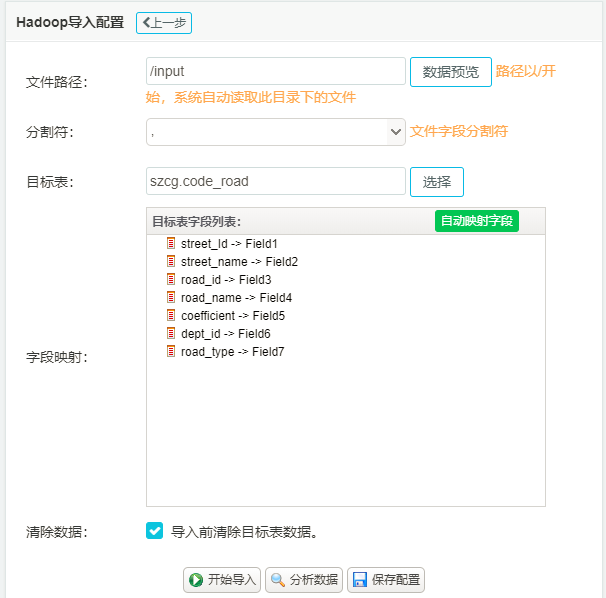 Hadoop导入配置 上一步
文件路径: /input 数据预览 路径以/开
始，系统自动读取此目录下的文件
分割符: , 文件字段分割符
目标表: szcg.code_road 选择
目标表字段列表: 自动映射字段
street_Id -> Field1
street_name -> Field2
road_id -> Field3
road_name -> Field4
coefficient -> Field5
dept_id -> Field6
road_type -> Field7
字段映射:
清除数据: 导入前清除目标表数据。
开始导入 分析数据 保存配置